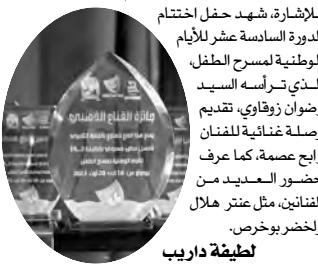 للإشارة، شهد حفل اختتام
الدورة السادسة عشر للأيام
الوطنية لمسرح الطفل،
الذي ترأسه السيد
رضوان زوقاوي، تقديم
وصلة غنائية للفنان
رابح عصمة، كما عرف
حضور العديد من
الفنانين، مثل عنتر هلال
ولخضر بوخرص.
لطيفة داريب
جائزة القناع الذهبي